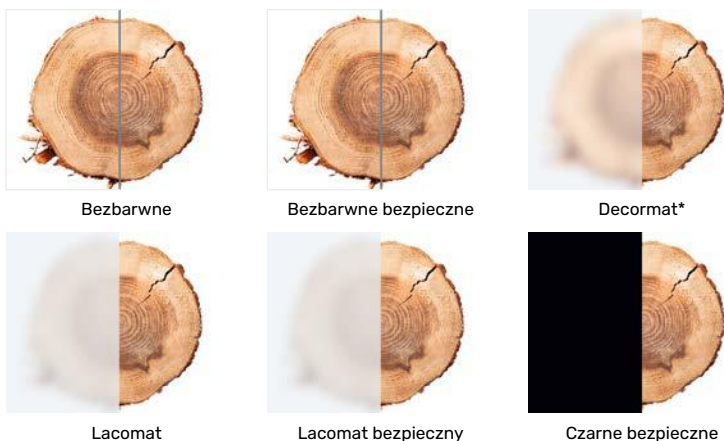 Bezbarwne
Bezbarwne bezpieczne
Decormat*
Lacomat
Lacomat bezpieczny
Czarne bezpieczne